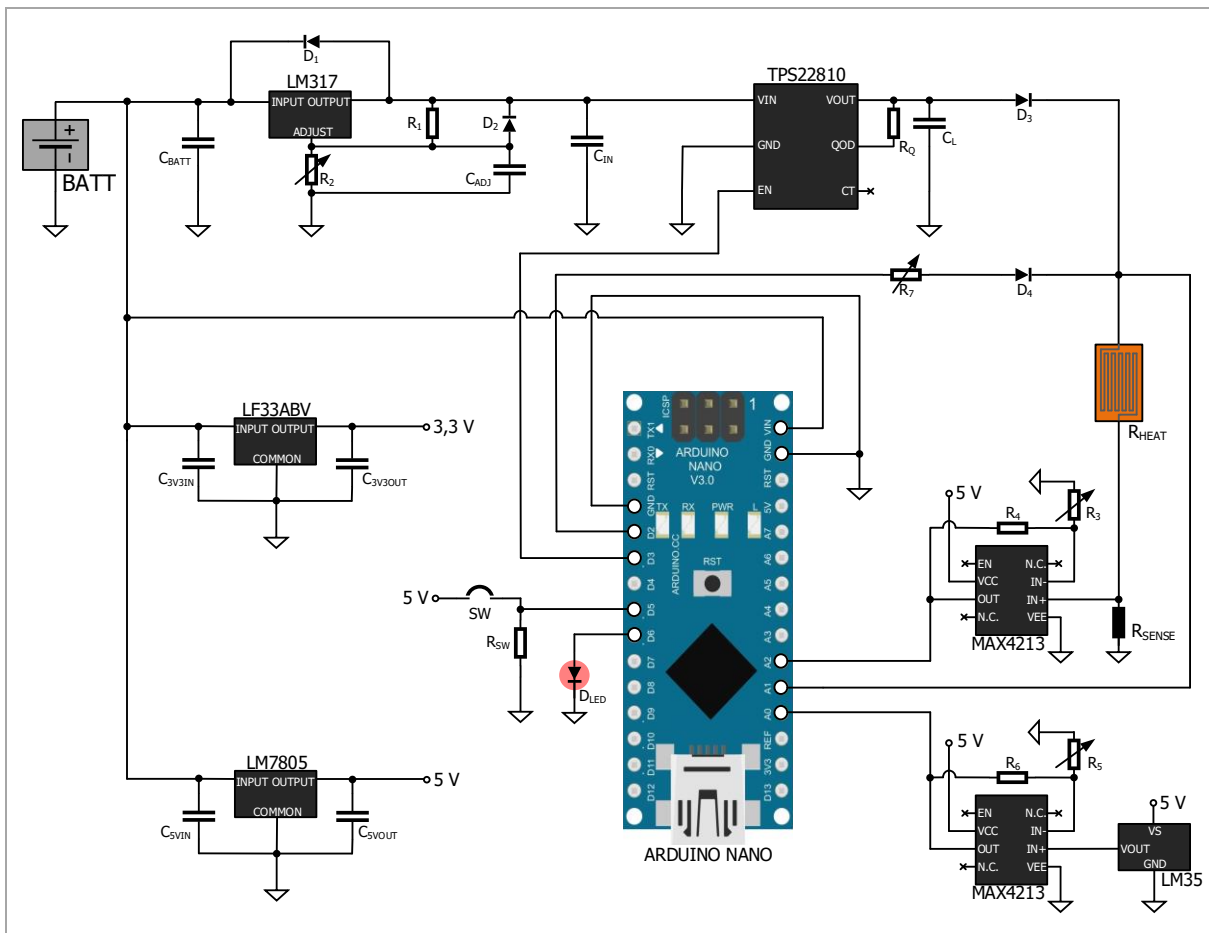 D1
LM317
INPUT OUTPUT
ADJUST
BATT
+
CBATT
R1
D2
R2
CADJ
CIN
TPS22810
VIN
VOUT
GND
QOD
EN
CT
RQ
CL
D3
R7
D4
RHEAT
LF33ABV
INPUT OUTPUT
COMMON
3,3 V
C3V3IN
C3V3OUT
ICSP
1
TX1
RX0
RST
GND
D2
D3
D4
D5
D6
D7
D8
D9
D10
D11
D12
ARDUINO
NANO
V3.0
TX
RX
PWR
L
ARDUINO.CC
RST
VIN
GND
RST
5V
A7
A6
A5
A4
A3
A2
A1
A0
REF
3V3
D13
ARDUINO NANO
5 V
SW
RSW
DLED
5 V
R4
R3
EN
N.C.
VCC
IN-
OUT
IN+
N.C.
VEE
MAX4213
RSENSE
LM7805
INPUT OUTPUT
COMMON
5 V
C5VIN
C5VOUT
5 V
R6
R5
EN
N.C.
VCC
IN-
OUT
IN+
N.C.
VEE
MAX4213
5 V
VS
VOUT
GND
LM35